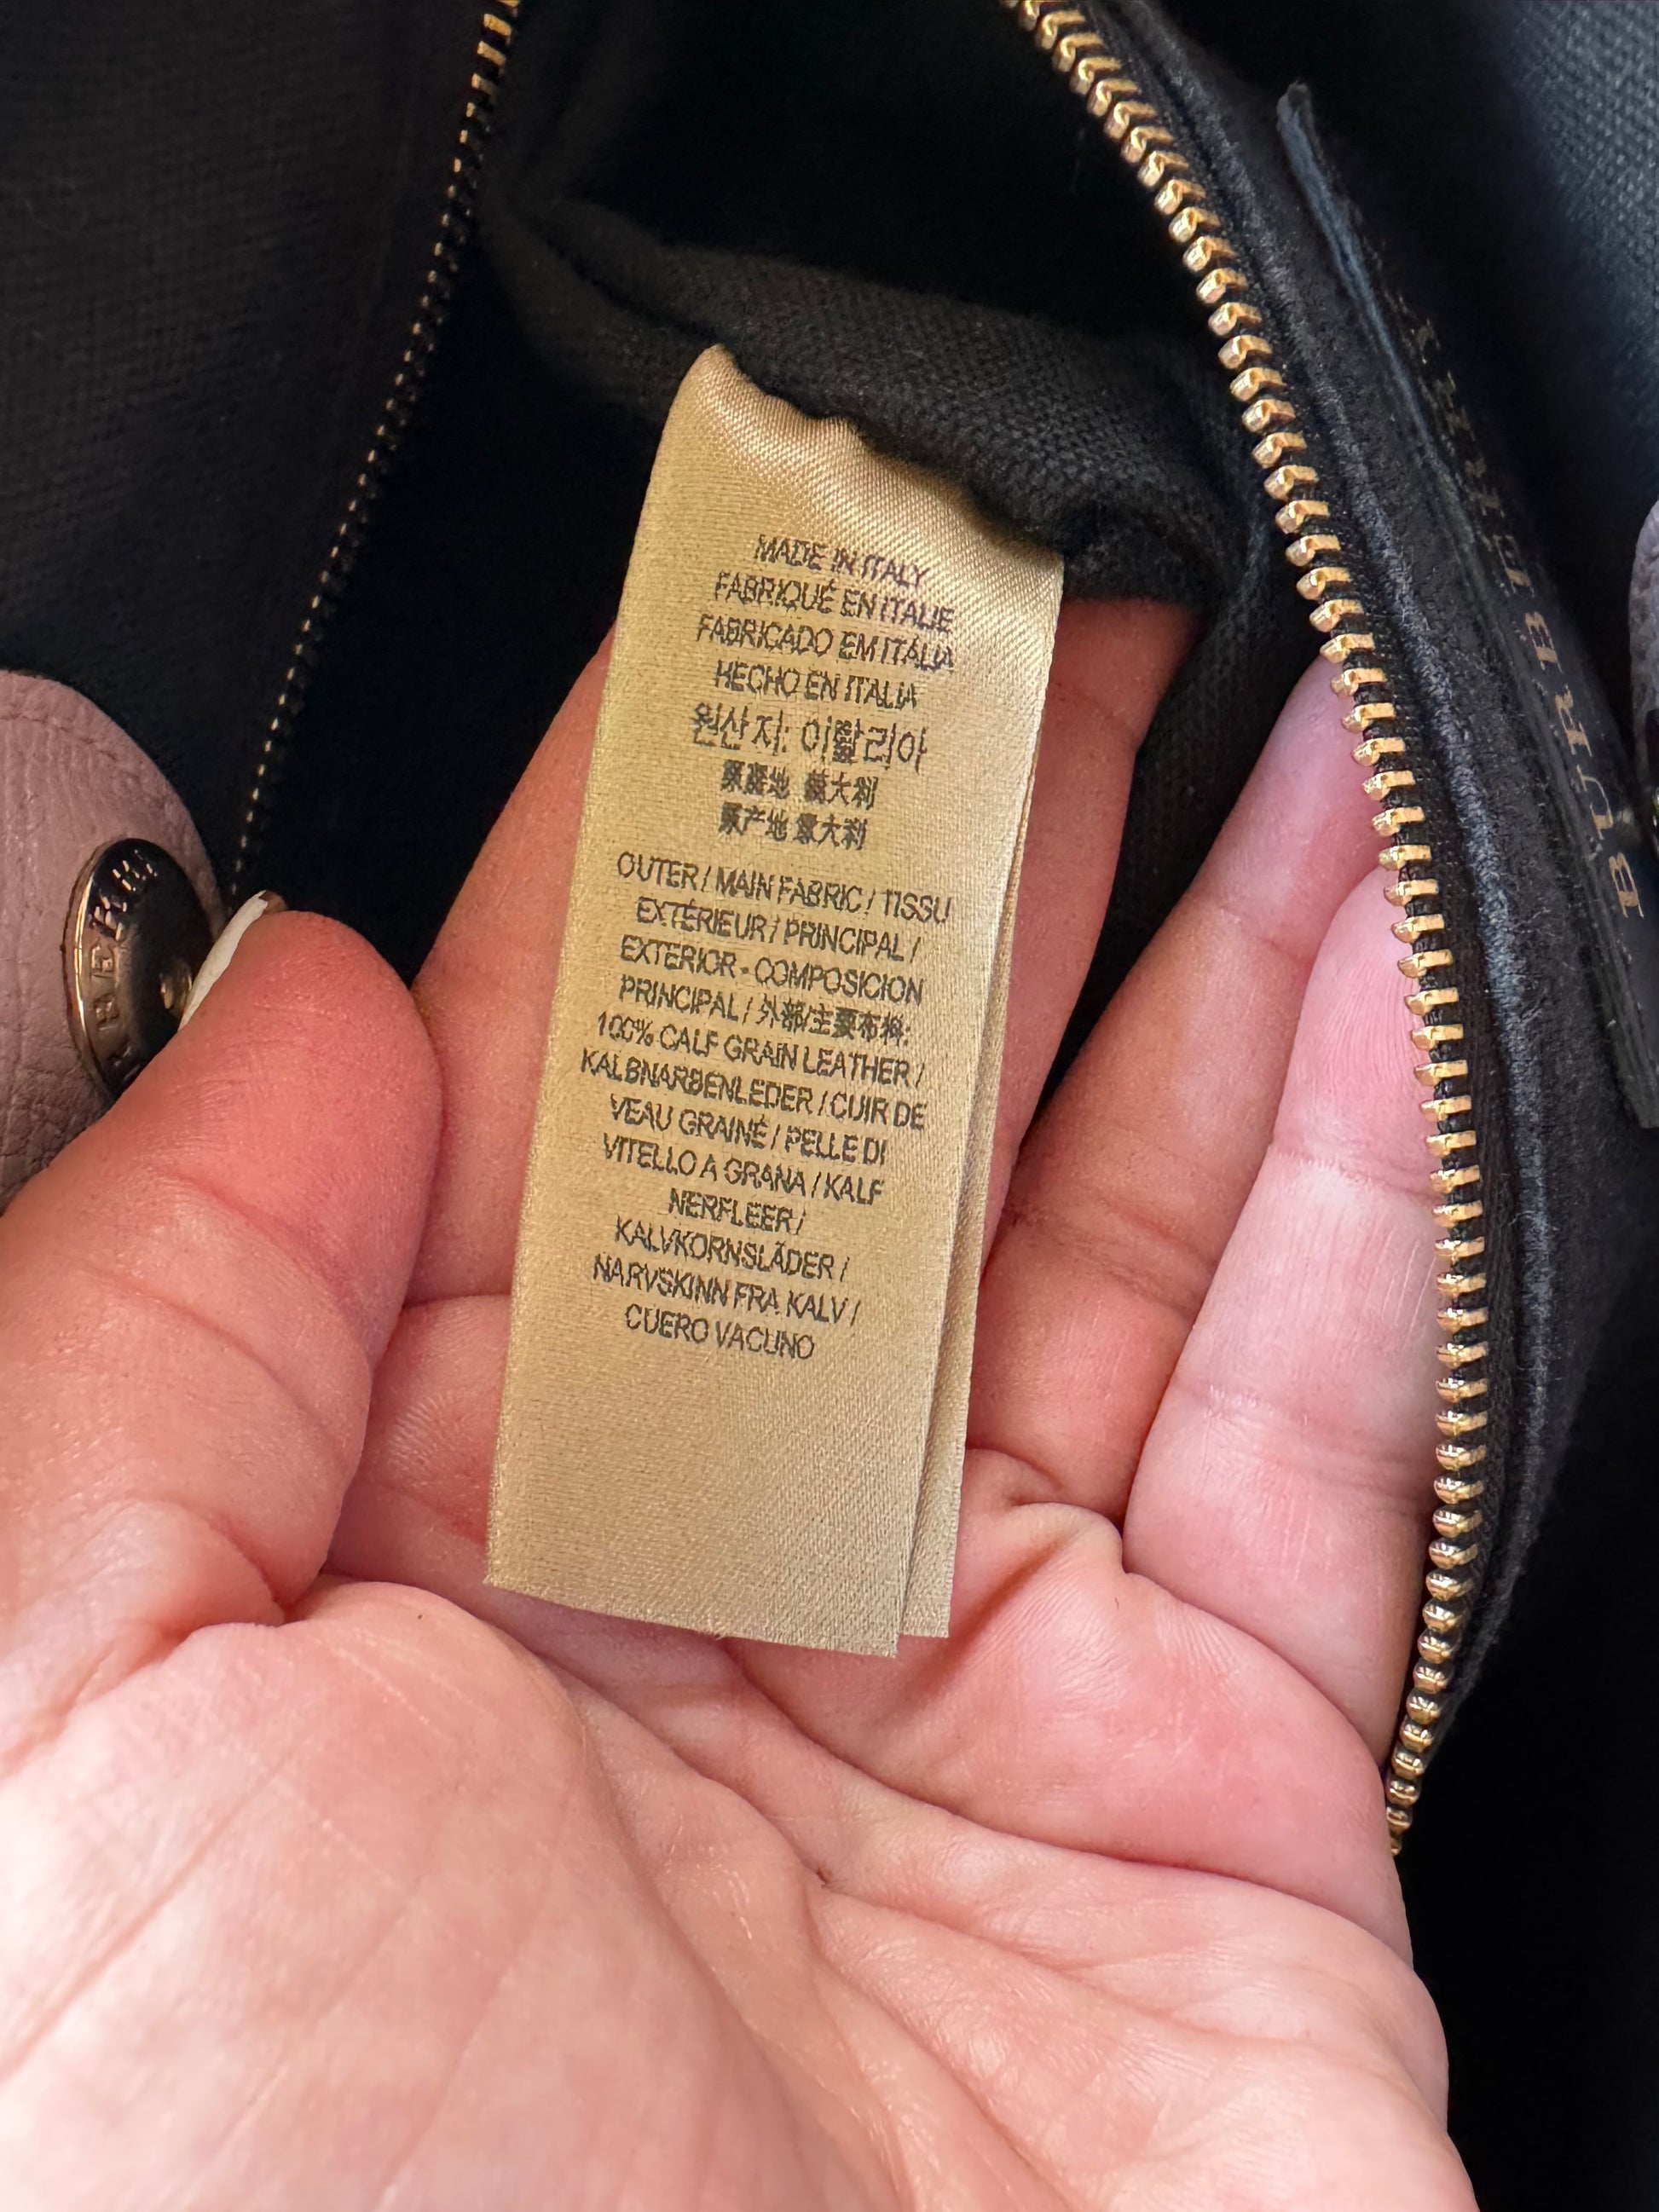 MADE IN ITALY
FABRIQUÉ EN ITALIE
FABRICADO EM ITÁLIA
HECHO EN ITALIA
원산지: 이탈리아
原產地 意大利
原产地 意大利
OUTER / MAIN FABRIC / TISSU
EXTÉRIEUR / PRINCIPAL /
EXTERIOR - COMPOSICION
PRINCIPAL / 外部/主要布料:
100% CALF GRAIN LEATHER /
KALBNARBENLEDER / CUIR DE
VEAU GRAINÉ / PELLE DI
VITELLO A GRANA / KALF
NERFLEER /
KALVKORNSLÄDER /
NARVSKINN FRA KALV /
CUERO VACUNO
BURBERRY